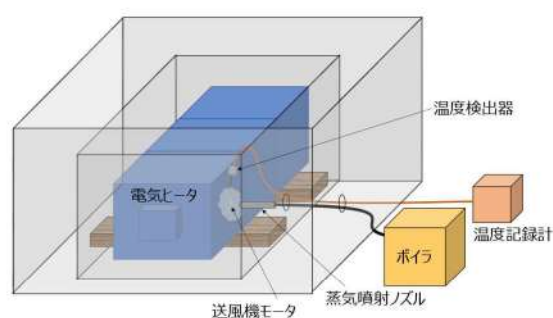 温度検出器
電気ヒータ
温度記録計
ボイラ
蒸気噴射ノズル
送風機モータ